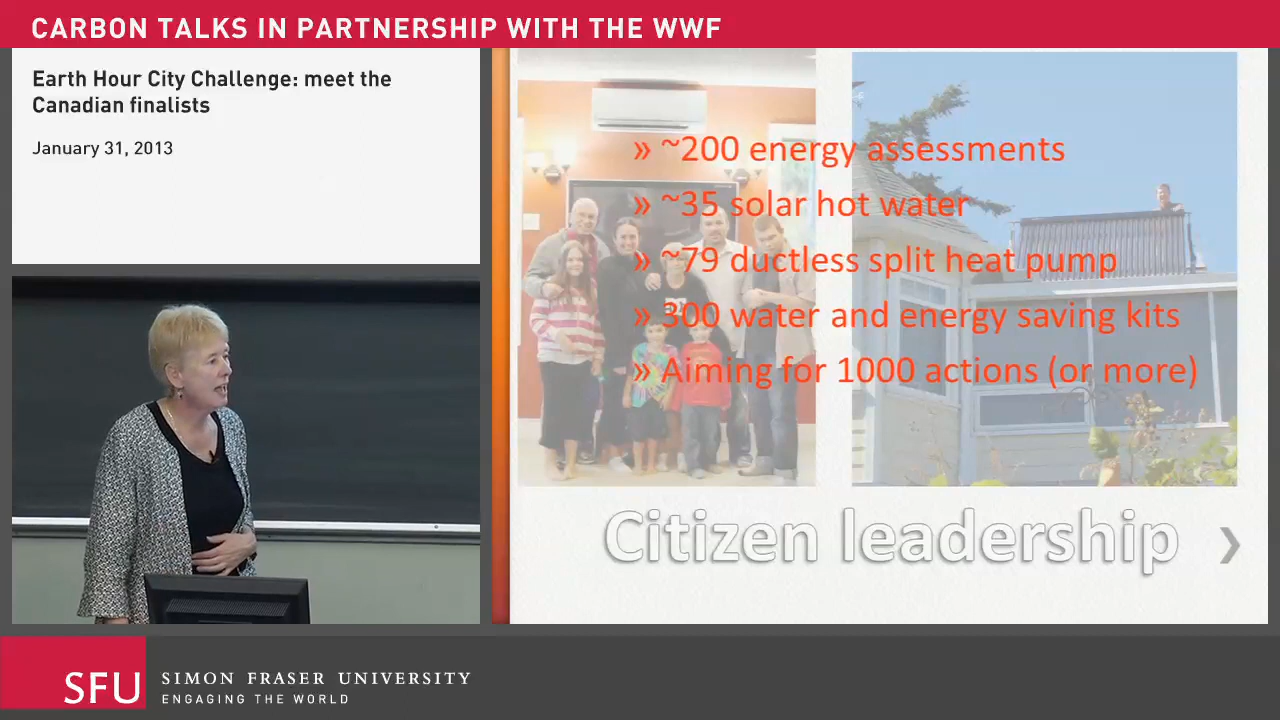 CARBON TALKS IN PARTNERSHIP WITH THE WWF
Earth Hour City Challenge: meet the
Canadian finalists
January 31, 2013
» ~200 energy assessments
» ~35 solar hot water
» ~79 ductless split heat pump
» 300 water and energy saving kits
» Aiming for 1000 actions (or more)
Citizen leadership
SFU
SIMON FRASER UNIVERSITY
ENGAGING THE WORLD